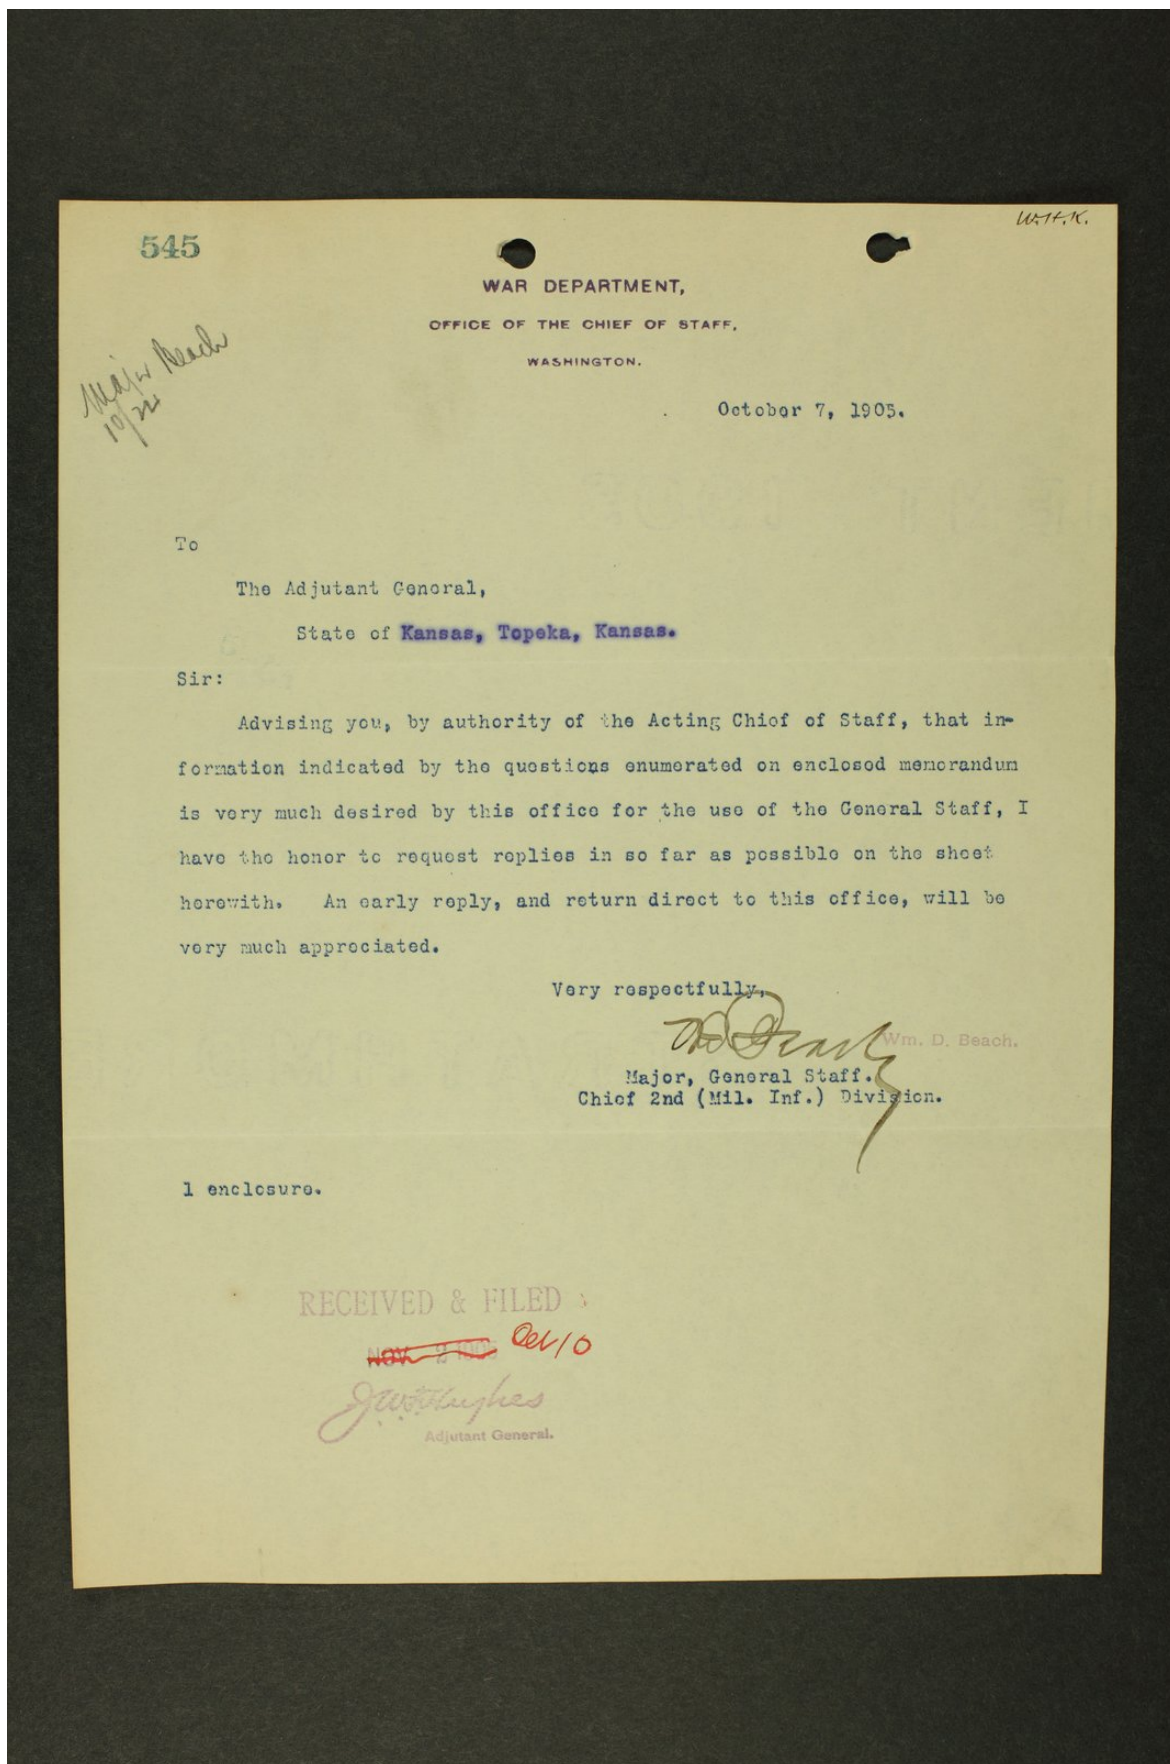 W.H.K.
545
WAR DEPARTMENT,
OFFICE OF THE CHIEF OF STAFF,
WASHINGTON.
Major Beach
10/22
October 7, 1905.
To
The Adjutant General,
State of Kansas, Topeka, Kansas.
Sir:
Advising you, by authority of the Acting Chief of Staff, that in-
formation indicated by the questions enumerated on enclosed memorandum
is very much desired by this office for the use of the General Staff, I
have the honor to request replies in so far as possible on the sheet
herewith. An early reply, and return direct to this office, will be
very much appreciated.
Very respectfully,
Wm D Beach
Wm. D. Beach.
Major, General Staff.
Chief 2nd (Mil. Inf.) Division.
1 enclosure.
RECEIVED & FILED
NOV 2 1905 Oct 10
J W F Hughes
Adjutant General.